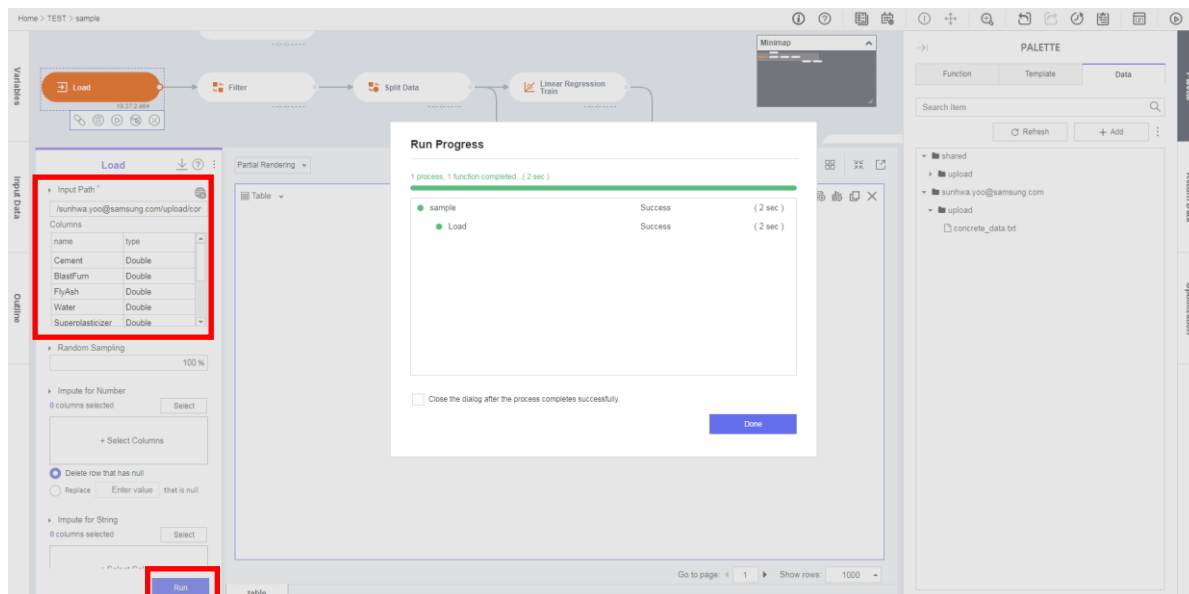 Home > TEST > sample
Variables
Input Data
Outline
Load
19:37:2.464
Filter
Split Data
Linear Regression
Train
Minimap
PALETTE
Function
Template
Data
Search Item
Refresh
+ Add
shared
upload
sunhwa.yoo@samsung.com
upload
concrete_data.txt
Load
Input Path *
/sunhwa.yoo@samsung.com/upload/cor
Columns
name type
Cement Double
BlastFurn Double
FlyAsh Double
Water Double
Superplasticizer Double
Random Sampling
100 %
Impute for Number
0 columns selected
Select
+ Select Columns
Delete row that has null
Replace Enter value that is null
Impute for String
0 columns selected
Select
Run
Partial Rendering
Table
Run Progress
1 process, 1 function completed...( 2 sec )
sample Success ( 2 sec )
Load Success ( 2 sec )
Close the dialog after the process completes successfully.
Done
Go to page: 1 Show rows: 1000
table